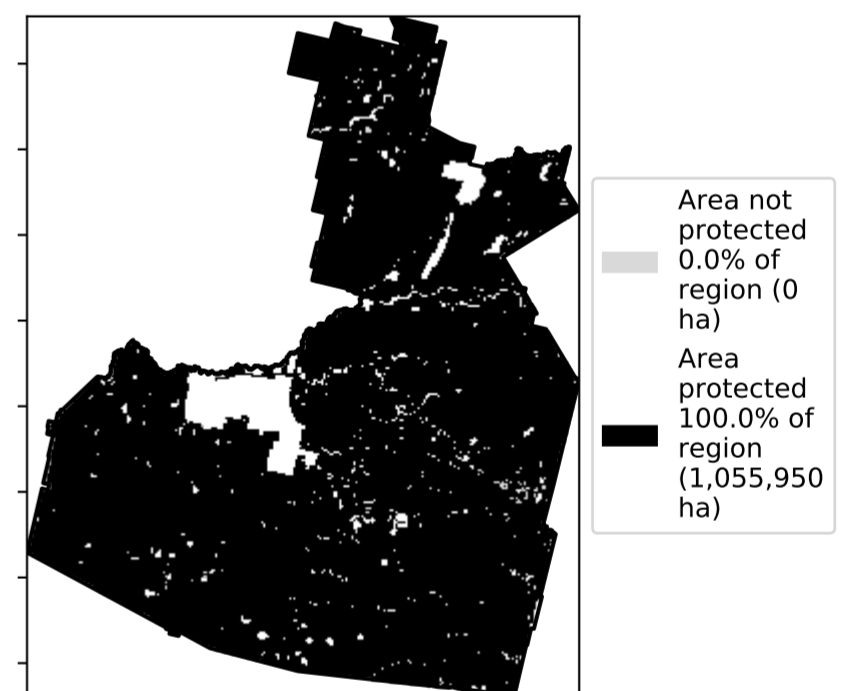 Area not
protected
0.0% of
region (0
ha)
Area
protected
100.0% of
region
(1,055,950
ha)